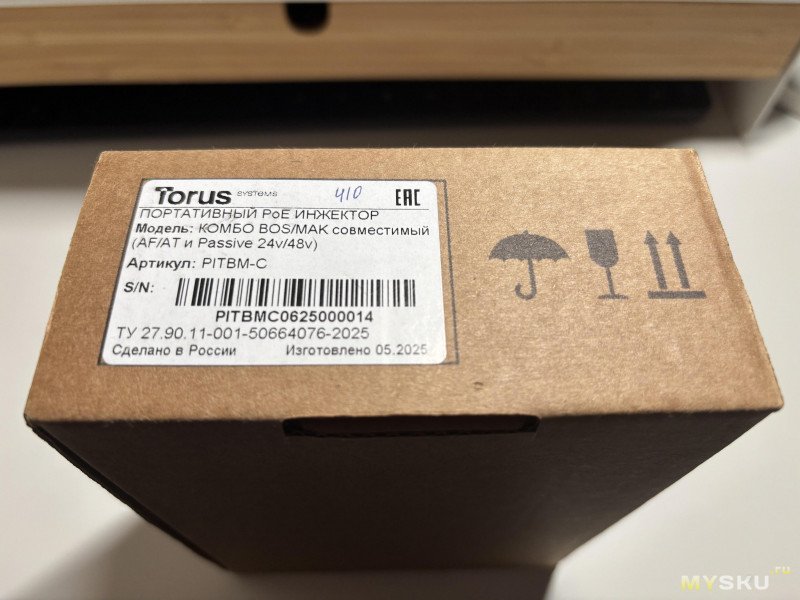 Torus SYSTEMS 410 EAC
ПОРТАТИВНЫЙ PoE ИНЖЕКТОР
Модель: КОМБО BOS/MAK совместимый
(AF/AT и Passive 24v/48v)
Артикул: PITBM-C
S/N:
PITBMC0625000014
ТУ 27.90.11-001-50664076-2025
Сделано в России Изготовлено 05.2025
MYSKU.ru